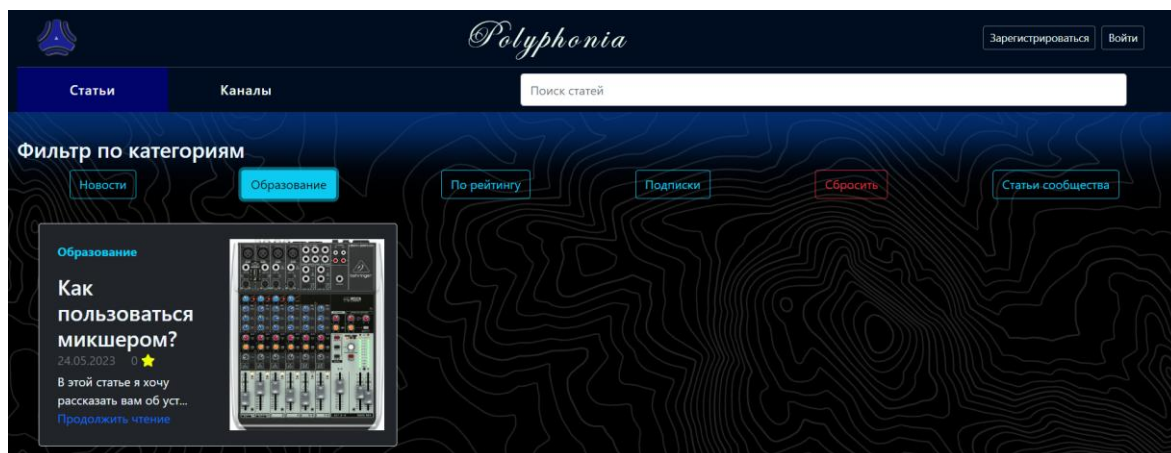 Polyphonia
Зарегистрироваться
Войти
Статьи
Каналы
Поиск статей
Фильтр по категориям
Новости
Образование
По рейтингу
Подписки
Сбросить
Статьи сообщества
Образование
Как
пользоваться
микшером?
24.05.2023 0
В этой статье я хочу
рассказать вам об уст...
Продолжить чтение
behringer